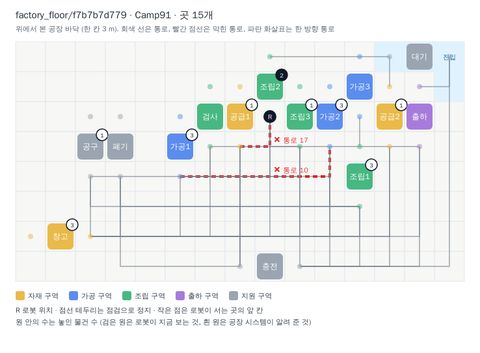 factory_floor/f7b7b7d779 · Camp91 · 곳 15개
위에서 본 공장 바닥 (한 칸 3 m). 회색 선은 통로, 빨간 점선은 막힌 통로, 파란 화살표는 한 방향 통로
대기
진입
조립2 2
가공3
검사
공급1 1
R
조립3 1
가공2 3
공급2 1
출하
공구 1
폐기
가공1 3
✕ 통로 17
✕ 통로 10
조립1 3
창고 3
충전
자재 구역
가공 구역
조립 구역
출하 구역
지원 구역
R 로봇 위치 · 점선 테두리는 점검으로 정지 · 작은 점은 로봇이 서는 곳의 앞 칸
원 안의 수는 놓인 물건 수 (검은 원은 로봇이 지금 보는 것, 흰 원은 공장 시스템이 알려 준 것)